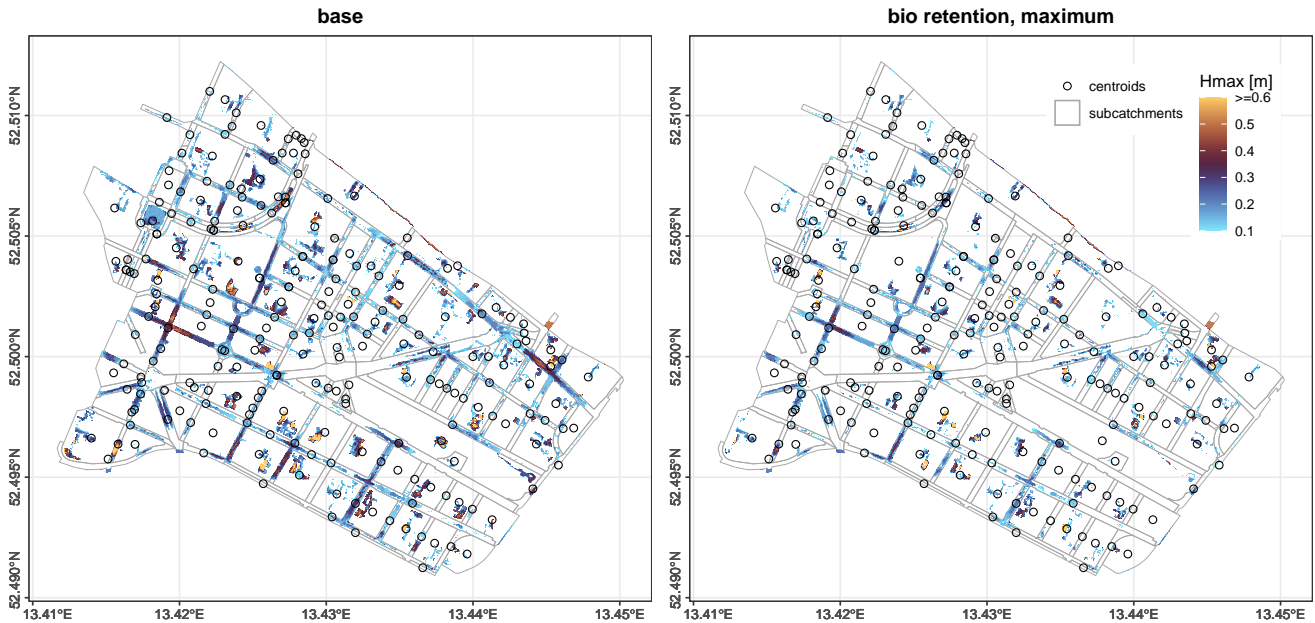 base
bio retention, maximum
52.510°N
52.505°N
52.500°N
52.495°N
52.490°N
13.41°E
13.42°E
13.43°E
13.44°E
13.45°E
52.510°N
52.505°N
52.500°N
52.495°N
52.490°N
13.41°E
13.42°E
13.43°E
13.44°E
13.45°E
centroids
subcatchments
Hmax [m]
>=0.6
0.5
0.4
0.3
0.2
0.1